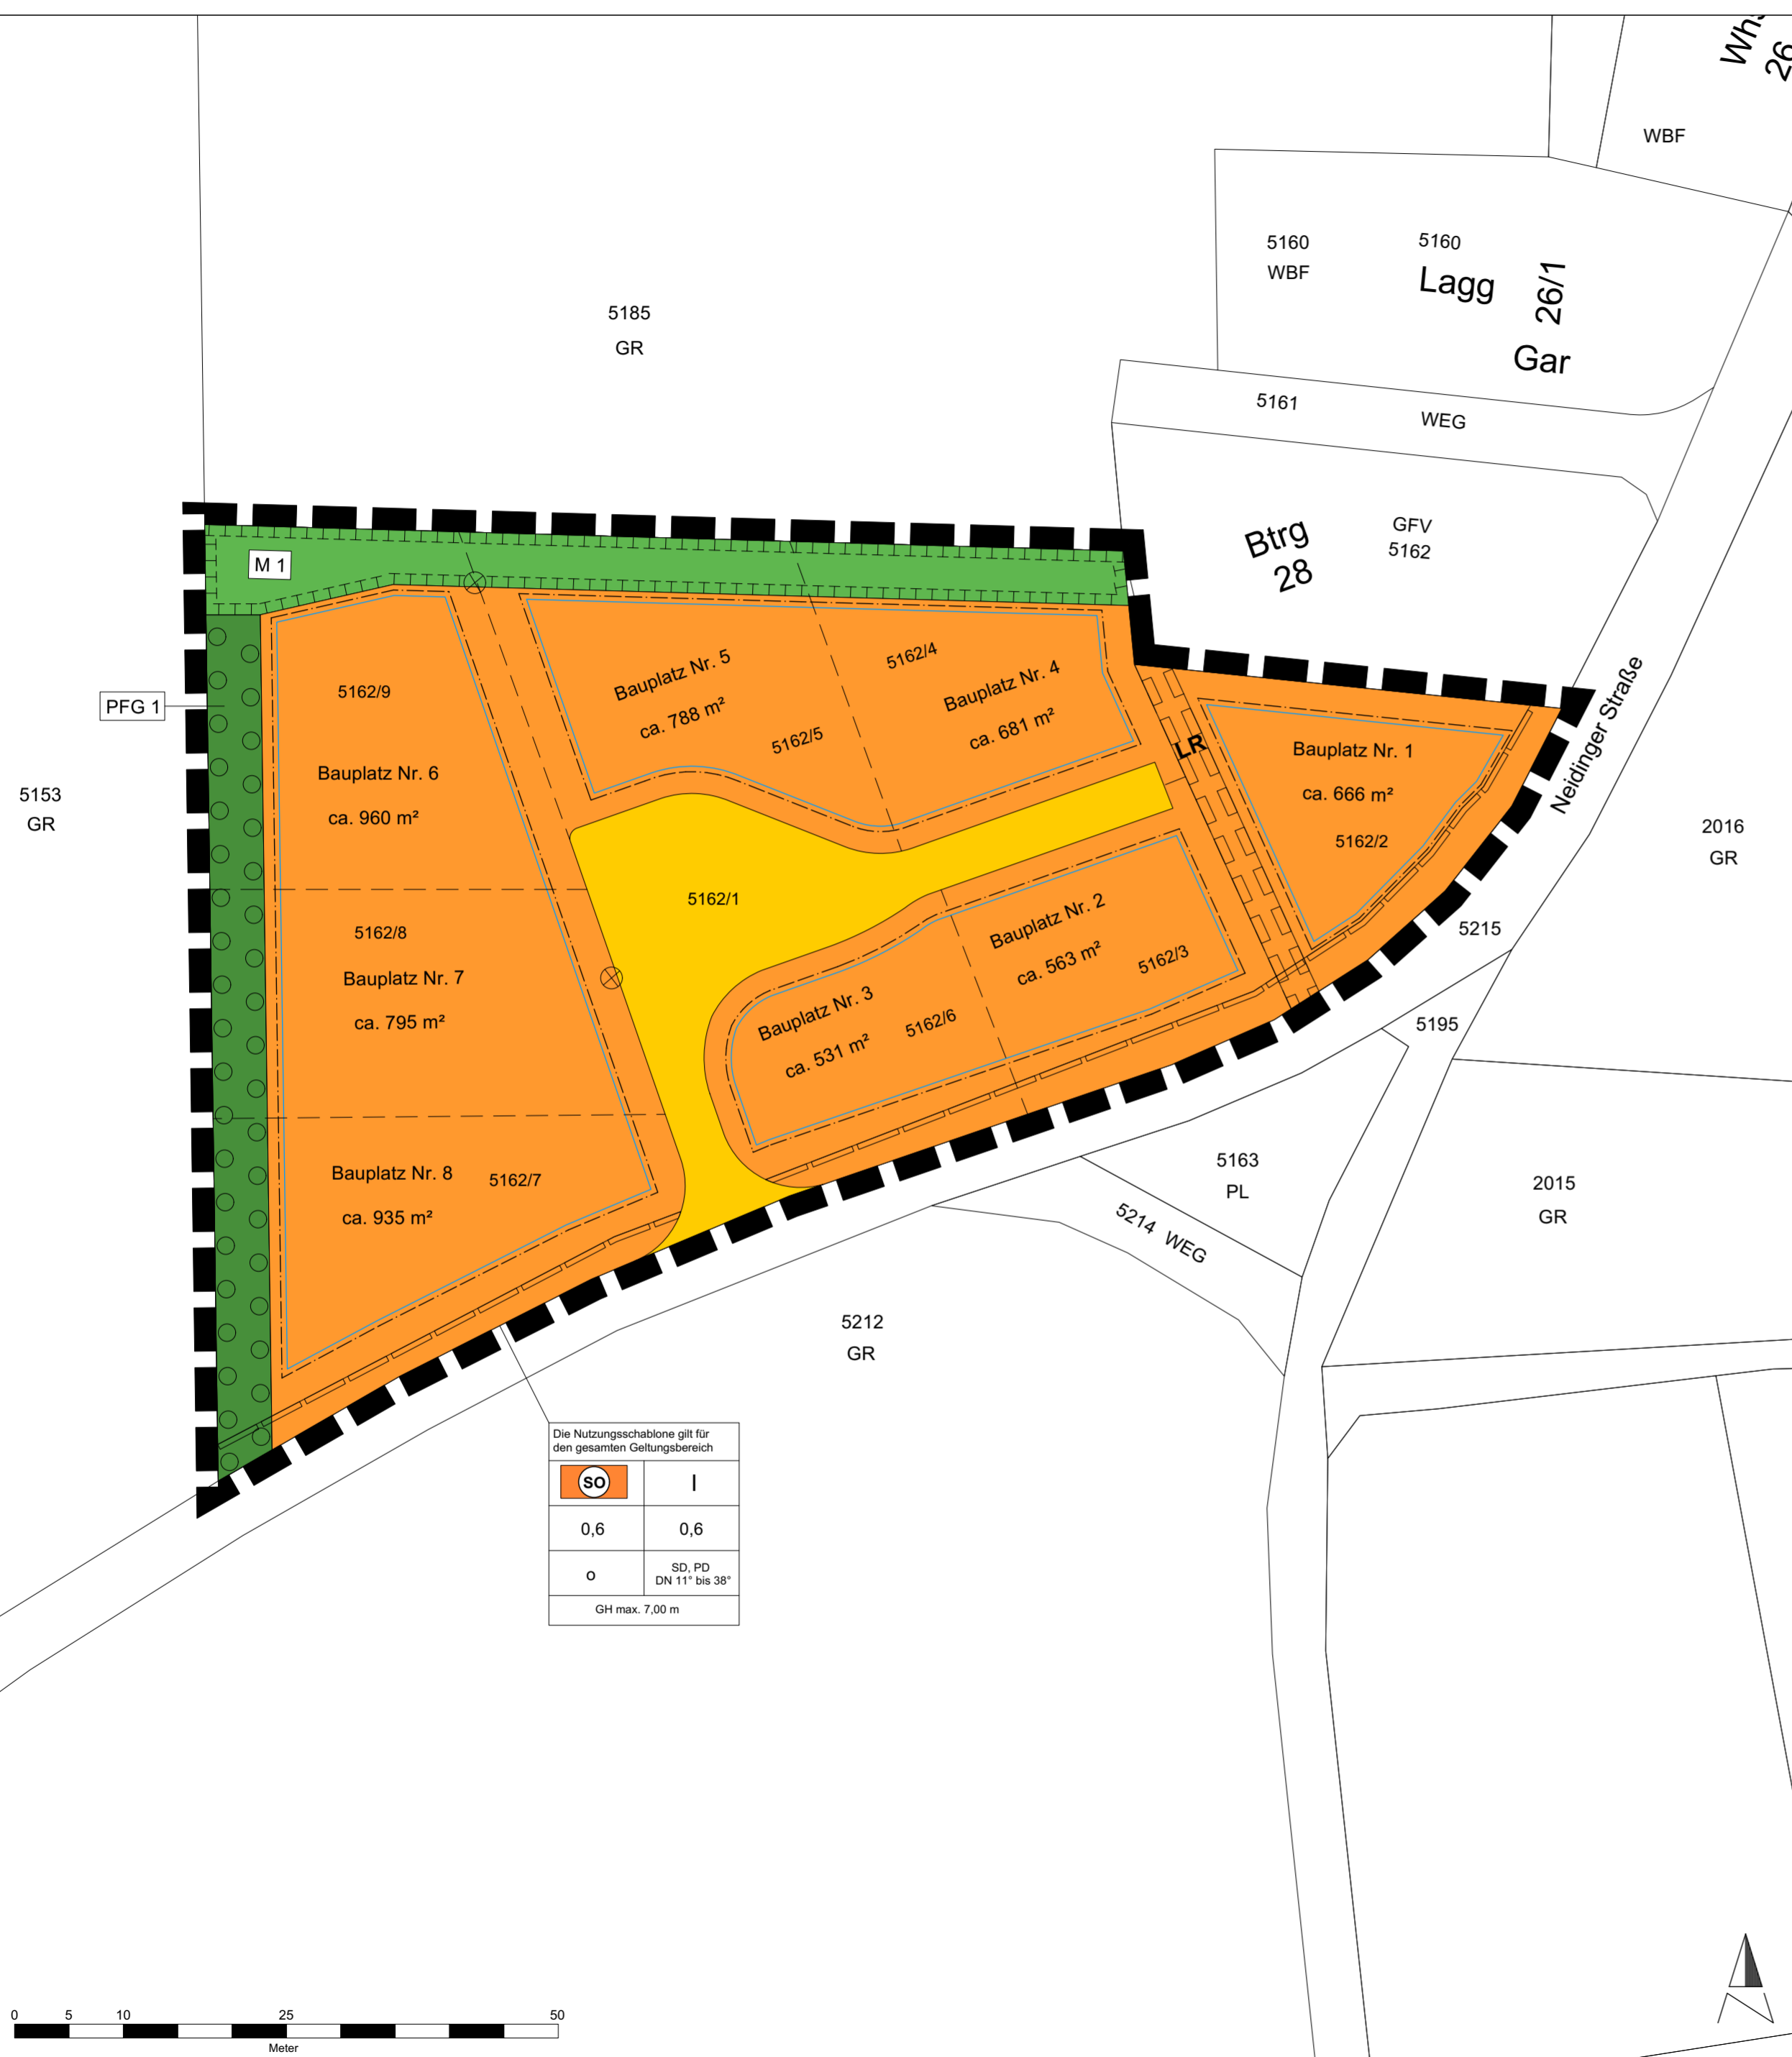 Whs
26
WBF
5160
WBF
5160
Lagg
26/1
Gar
5185
GR
5161
WEG
Btrg
28
GFV
5162
M 1
PFG 1
5153
GR
5162/9
Bauplatz Nr. 6
ca. 960 m²
Bauplatz Nr. 5
ca. 788 m²
5162/5
5162/4
Bauplatz Nr. 4
ca. 681 m²
LR
Bauplatz Nr. 1
ca. 666 m²
5162/2
Neidinger Straße
2016
GR
5162/1
5162/8
Bauplatz Nr. 7
ca. 795 m²
Bauplatz Nr. 2
ca. 563 m²
5162/3
Bauplatz Nr. 3
ca. 531 m²
5162/6
5215
5195
Bauplatz Nr. 8
ca. 935 m²
5162/7
5163
PL
5214 WEG
2015
GR
5212
GR
Die Nutzungsschablone gilt für
den gesamten Geltungsbereich
SO
I
0,6
0,6
o
SD, PD
DN 11° bis 38°
GH max. 7,00 m
0 5 10 25 50
Meter